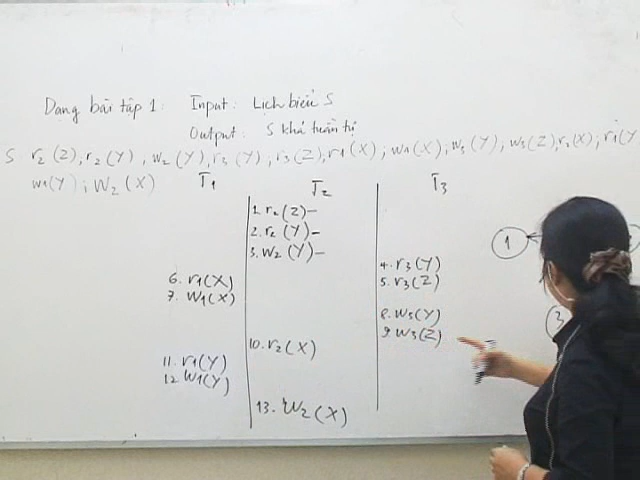 Dạng bài tập 1: Input: Lịch biểu S
Output: S khả tuần tự
S r2(Z); r2(Y); w2(Y); r3(Y); r3(Z); r1(X); w1(X); w3(Y); w3(Z); r2(X); r1(Y
w1(Y); W2(X)
T1 T2 T3
1. r2(Z)-
2. r2(Y)-
3. w2(Y)-
4. r3(Y)
5. r3(Z)
6. r1(X)
7. W1(X)
8. W3(Y)
9. W3(Z)
10. r2(X)
11. r1(Y)
12 W1(Y)
13. W2(X)
1
3